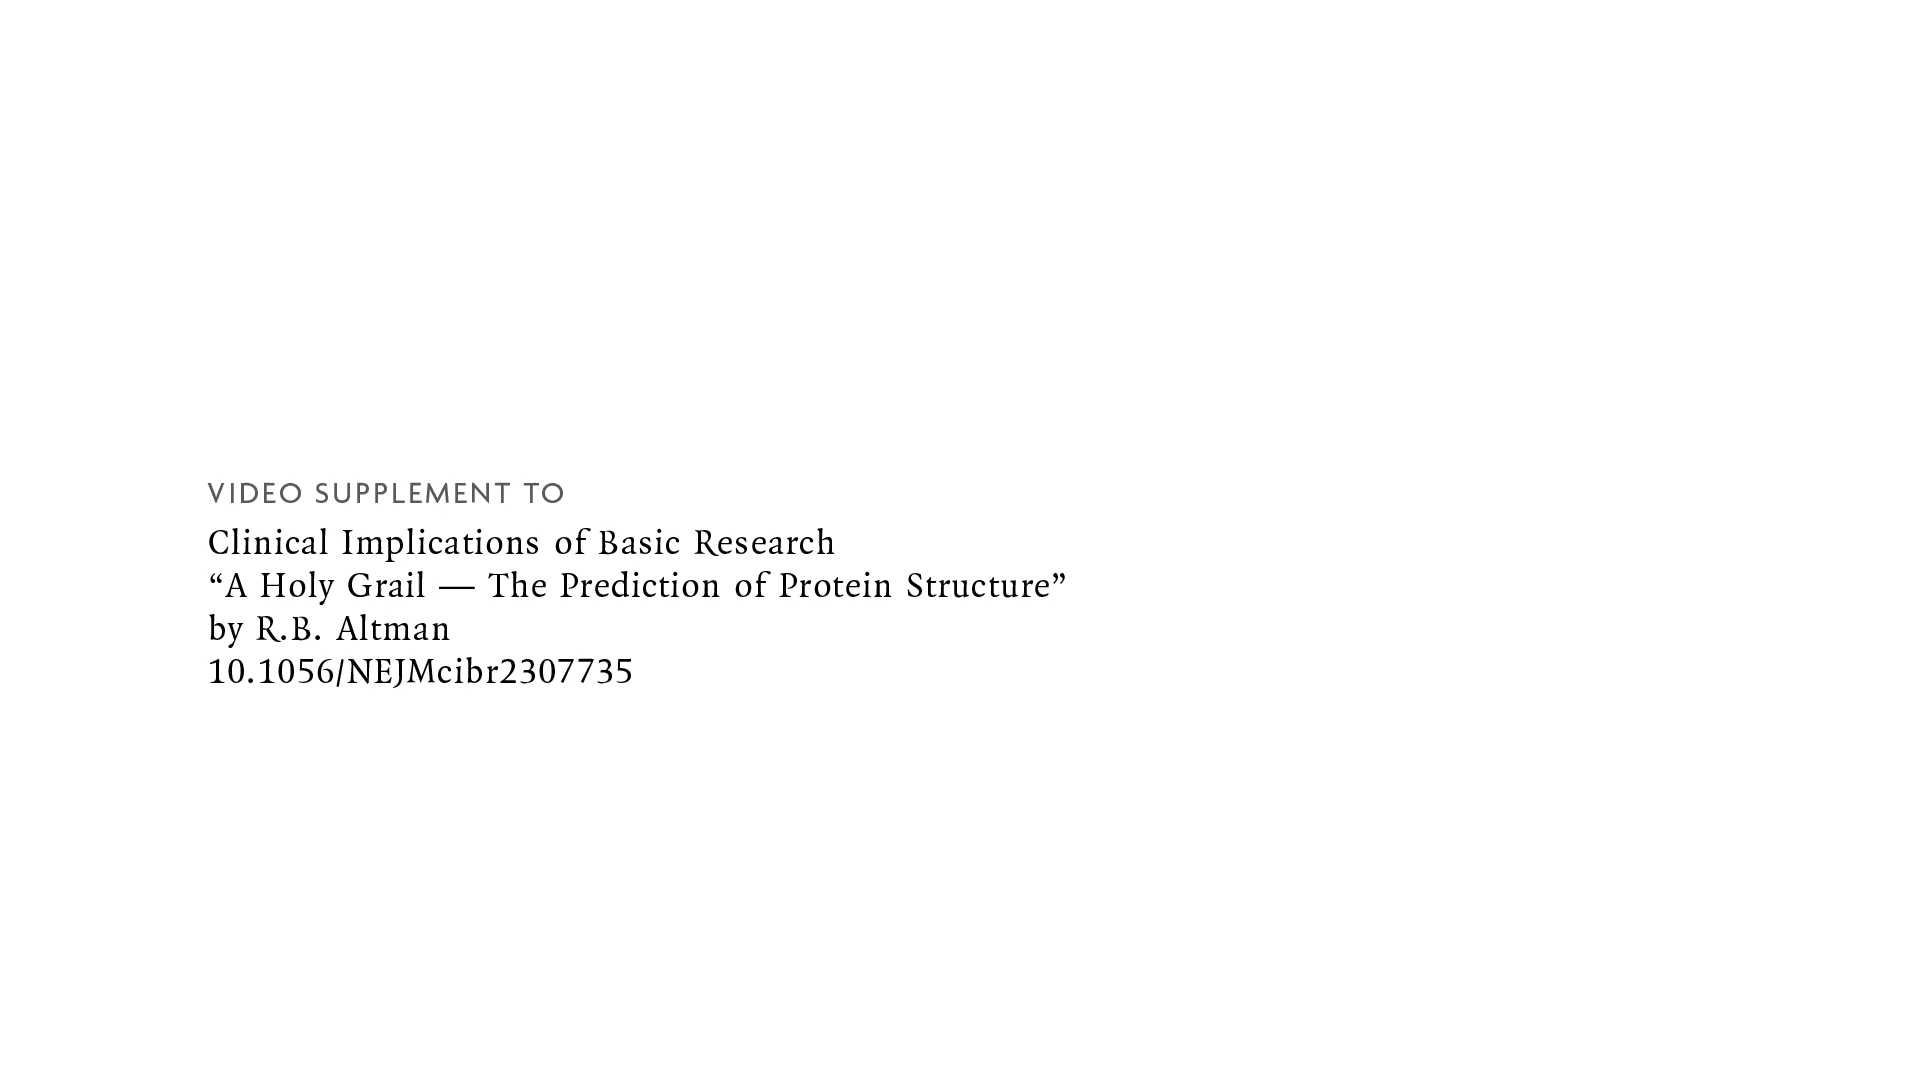 VIDEO SUPPLEMENT TO
Clinical Implications of Basic Research
“A Holy Grail — The Prediction of Protein Structure”
by R.B. Altman
10.1056/NEJMcibr2307735